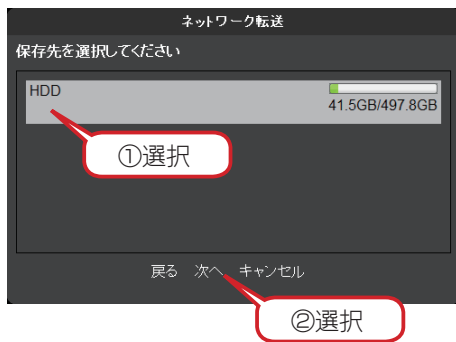 ネットワーク転送
保存先を選択してください
HDD
41.5GB/497.8GB
①選択
戻る 次へ キャンセル
②選択